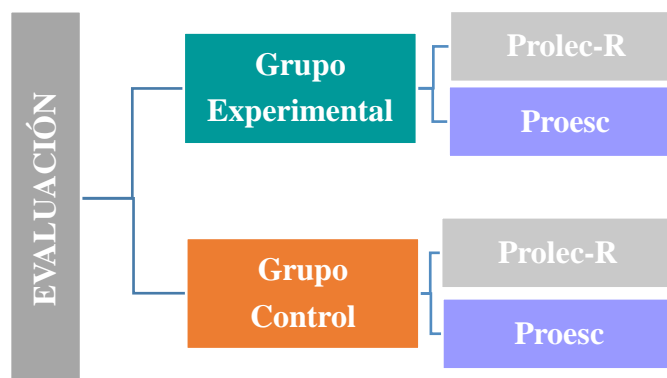 EVALUACIÓN
Grupo
Experimental
Prolec-R
Proesc
Grupo
Control
Prolec-R
Proesc